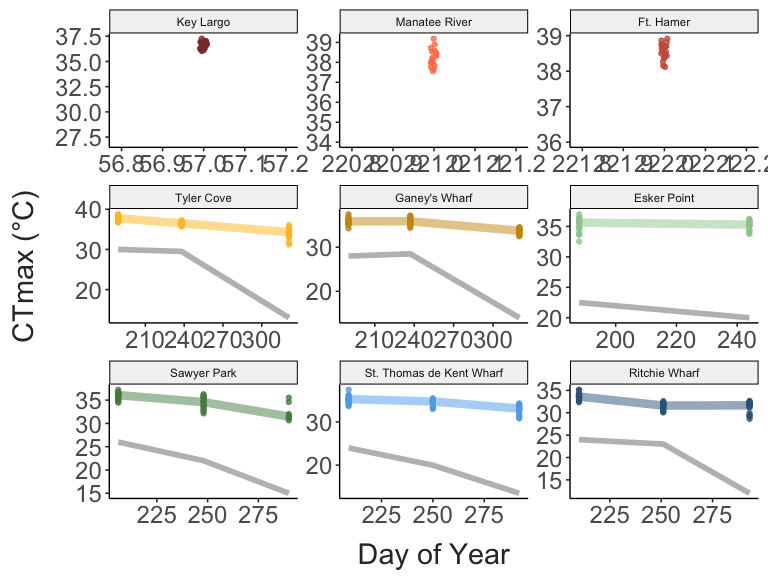 Key Largo
Manatee River
Ft. Hamer
37.5
35.0
32.5
30.0
27.5
39
38
37
36
35
34
39
38
37
36
56.8 56.9 57.0 57.1 57.2
220.8 220.9 221.0 221.1 221.2
221.8 221.9 222.0 222.1 222.2
CTmax (°C)
Tyler Cove
Ganey's Wharf
Esker Point
40
30
20
30
20
35
30
25
20
210 240 270 300
210 240 270 300
200 220 240
Sawyer Park
St. Thomas de Kent Wharf
Ritchie Wharf
35
30
25
20
15
30
20
35
30
25
20
15
225 250 275
225 250 275
225 250 275
Day of Year